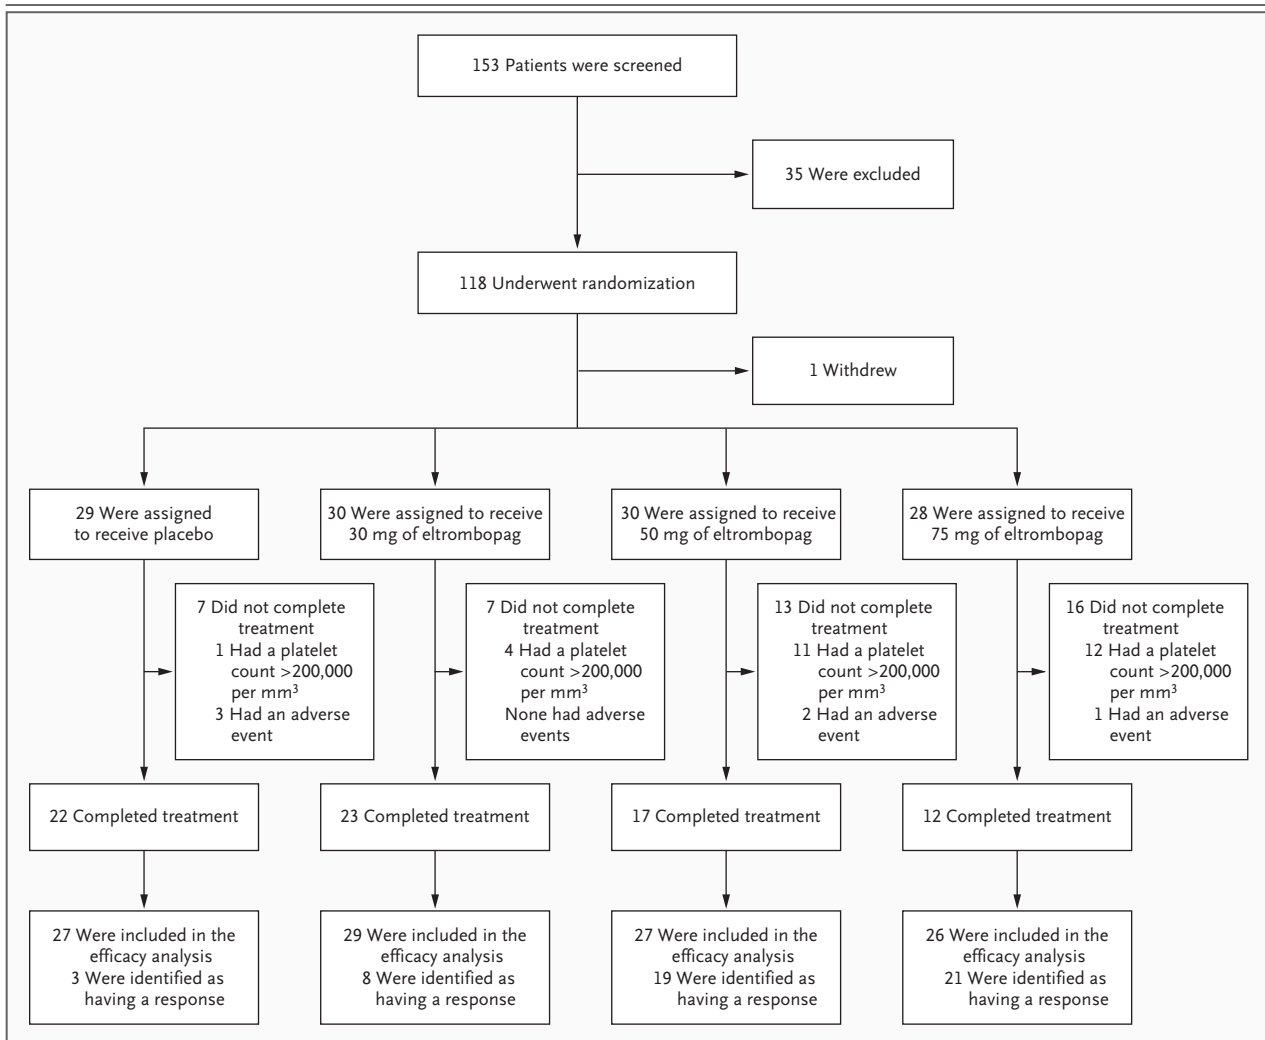 153 Patients were screened
35 Were excluded
118 Underwent randomization
1 Withdrew
29 Were assigned
to receive placebo
30 Were assigned to receive
30 mg of eltrombopag
30 Were assigned to receive
50 mg of eltrombopag
28 Were assigned to receive
75 mg of eltrombopag
7 Did not complete
treatment
1 Had a platelet
count >200,000
per mm³
3 Had an adverse
event
7 Did not complete
treatment
4 Had a platelet
count >200,000
per mm³
None had adverse
events
13 Did not complete
treatment
11 Had a platelet
count >200,000
per mm³
2 Had an adverse
event
16 Did not complete
treatment
12 Had a platelet
count >200,000
per mm³
1 Had an adverse
event
22 Completed treatment
23 Completed treatment
17 Completed treatment
12 Completed treatment
27 Were included in the
efficacy analysis
3 Were identified as
having a response
29 Were included in the
efficacy analysis
8 Were identified as
having a response
27 Were included in the
efficacy analysis
19 Were identified as
having a response
26 Were included in the
efficacy analysis
21 Were identified as
having a response